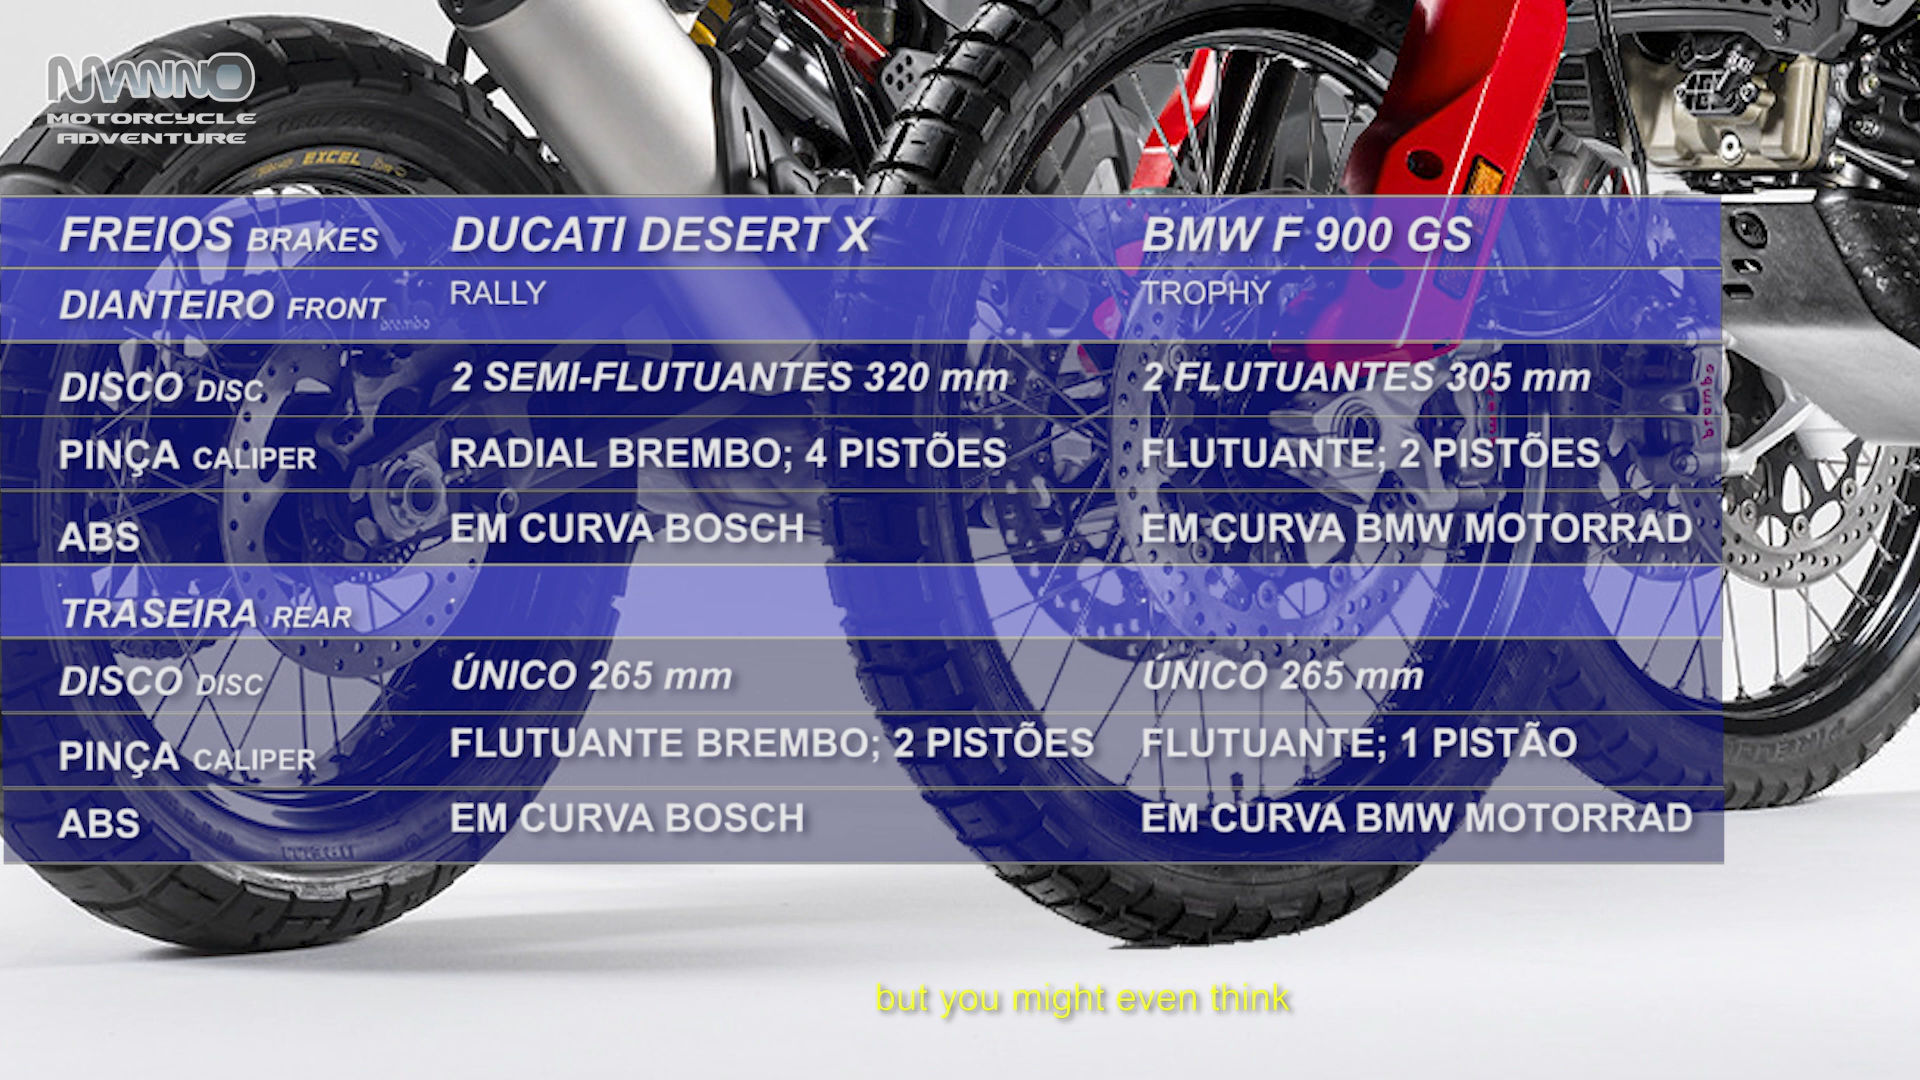 MANNO
MOTORCYCLE
ADVENTURE
EXCEL
FREIOS BRAKES DUCATI DESERT X BMW F 900 GS
DIANTEIRO FRONT RALLY TROPHY
brembo
DISCO DISC 2 SEMI-FLUTUANTES 320 mm 2 FLUTUANTES 305 mm
brembo
PINÇA CALIPER RADIAL BREMBO; 4 PISTÕES FLUTUANTE; 2 PISTÕES
ABS EM CURVA BOSCH EM CURVA BMW MOTORRAD
TRASEIRA REAR
DISCO DISC ÚNICO 265 mm ÚNICO 265 mm
PINÇA CALIPER FLUTUANTE BREMBO; 2 PISTÕES FLUTUANTE; 1 PISTÃO
ABS EM CURVA BOSCH EM CURVA BMW MOTORRAD
but you might even think